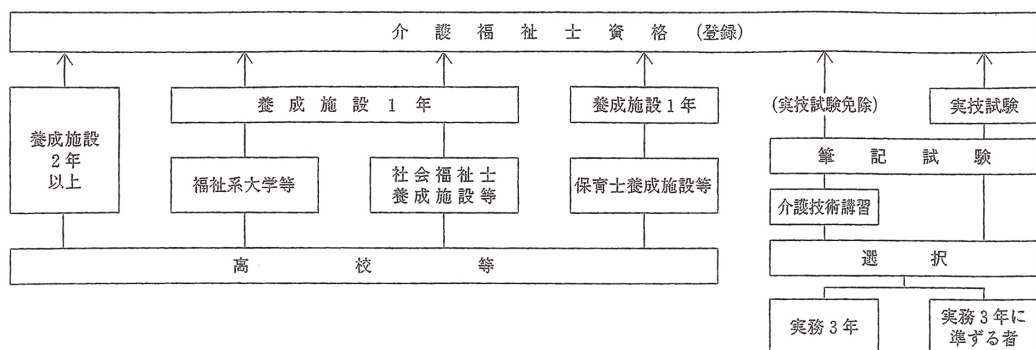 介護福祉士資格(登録)
養成施設
2年
以上
養成施設1年
養成施設1年
(実技試験免除)
実技試験
筆記試験
福祉系大学等
社会福祉士
養成施設等
保育士養成施設等
介護技術講習
選択
高校等
実務3年
実務3年に
準ずる者